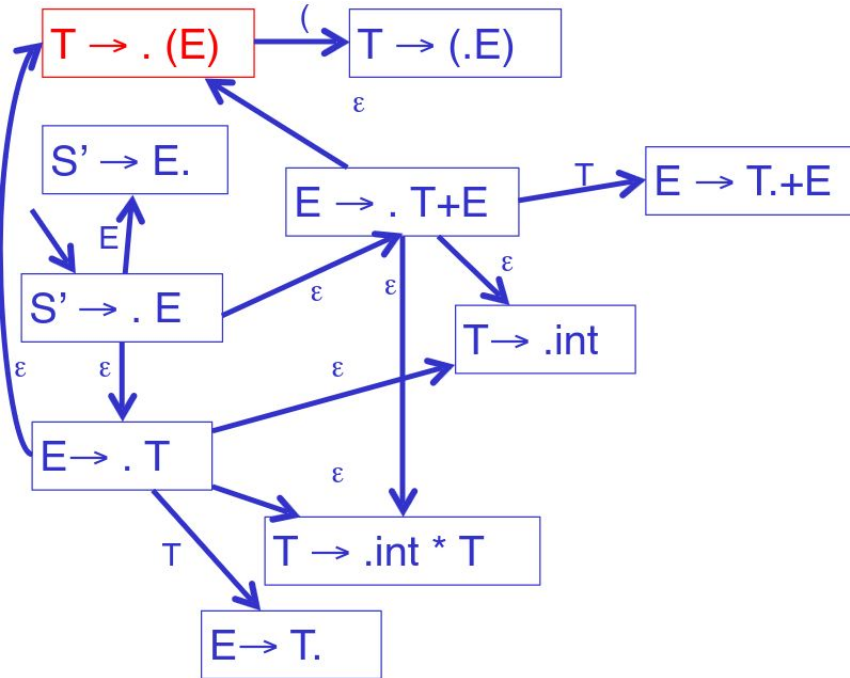 T → . (E)
(
T → (.E)
ε
S’ → E.
E → . T+E
T
E → T.+E
E
ε
S’ → . E
ε
ε
T→ .int
ε
ε
ε
E→ . T
ε
T → .int * T
T
E→ T.